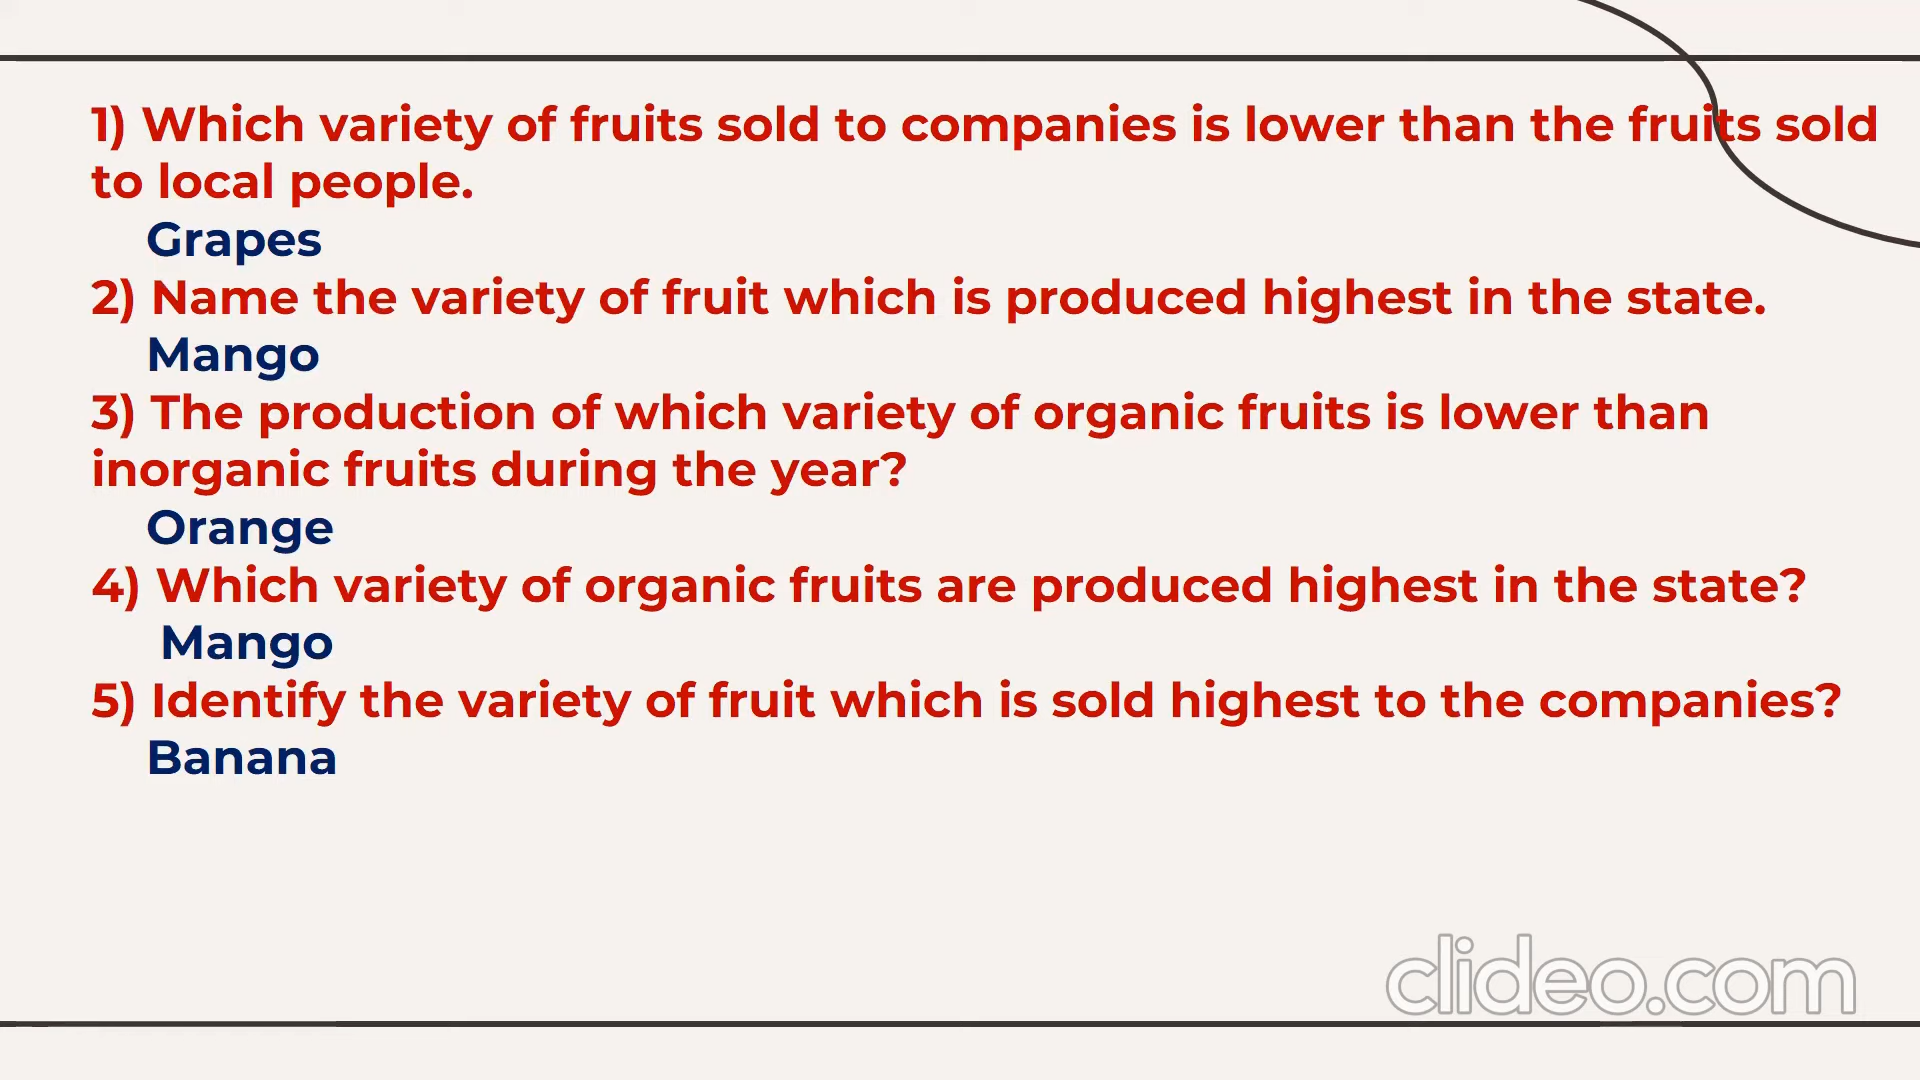 1) Which variety of fruits sold to companies is lower than the fruits sold
to local people.
Grapes
2) Name the variety of fruit which is produced highest in the state.
Mango
3) The production of which variety of organic fruits is lower than
inorganic fruits during the year?
Orange
4) Which variety of organic fruits are produced highest in the state?
Mango
5) Identify the variety of fruit which is sold highest to the companies?
Banana
clideo.com